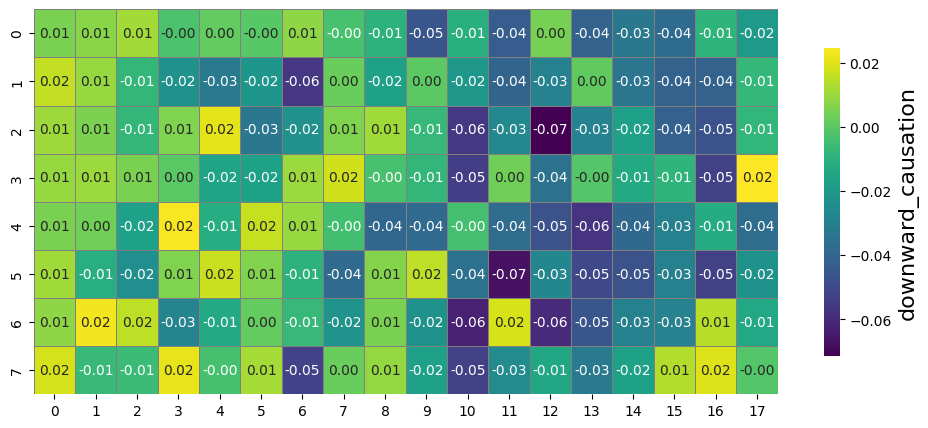 0 0.01 0.01 0.01 -0.00 0.00 -0.00 0.01 -0.00 -0.01 -0.05 -0.01 -0.04 0.00 -0.04 -0.03 -0.04 -0.01 -0.02
1 0.02 0.01 -0.01 -0.02 -0.03 -0.02 -0.06 0.00 -0.02 0.00 -0.02 -0.04 -0.03 0.00 -0.03 -0.04 -0.04 -0.01
2 0.01 0.01 -0.01 0.01 0.02 -0.03 -0.02 0.01 0.01 -0.01 -0.06 -0.03 -0.07 -0.03 -0.02 -0.04 -0.05 -0.01
3 0.01 0.01 0.01 0.00 -0.02 -0.02 0.01 0.02 -0.00 -0.01 -0.05 0.00 -0.04 -0.00 -0.01 -0.01 -0.05 0.02
4 0.01 0.00 -0.02 0.02 -0.01 0.02 0.01 -0.00 -0.04 -0.04 -0.00 -0.04 -0.05 -0.06 -0.04 -0.03 -0.01 -0.04
5 0.01 -0.01 -0.02 0.01 0.02 0.01 -0.01 -0.04 0.01 0.02 -0.04 -0.07 -0.03 -0.05 -0.05 -0.03 -0.05 -0.02
6 0.01 0.02 0.02 -0.03 -0.01 0.00 -0.01 -0.02 0.01 -0.02 -0.06 0.02 -0.06 -0.05 -0.03 -0.03 0.01 -0.01
7 0.02 -0.01 -0.01 0.02 -0.00 0.01 -0.05 0.00 0.01 -0.02 -0.05 -0.03 -0.01 -0.03 -0.02 0.01 0.02 -0.00
0 1 2 3 4 5 6 7 8 9 10 11 12 13 14 15 16 17
0.02
0.00
−0.02
−0.04
−0.06
downward_causation